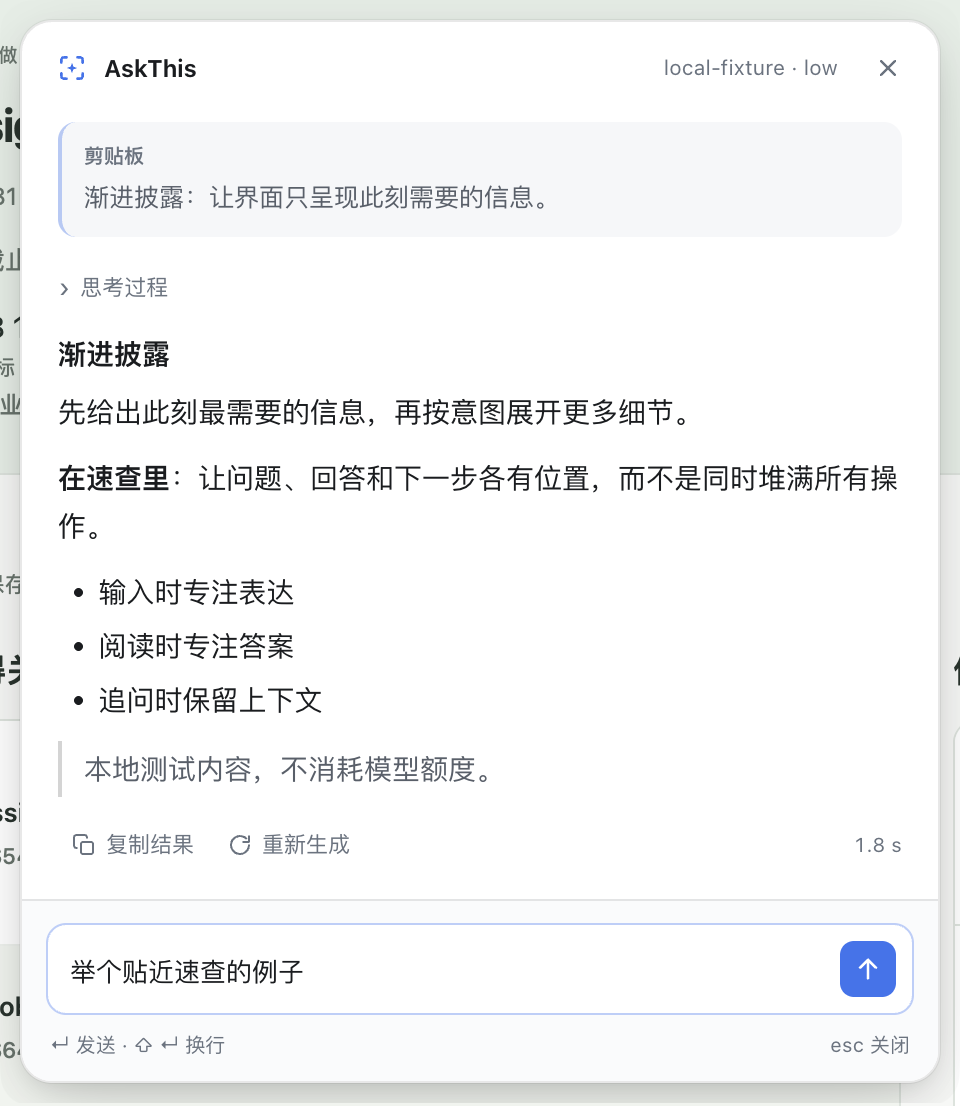 AskThis
local-fixture · low
剪贴板
渐进披露：让界面只呈现此刻需要的信息。
› 思考过程
渐进披露
先给出此刻最需要的信息，再按意图展开更多细节。
在速查里：让问题、回答和下一步各有位置，而不是同时堆满所有操
作。
• 输入时专注表达
• 阅读时专注答案
• 追问时保留上下文
本地测试内容，不消耗模型额度。
复制结果 重新生成 1.8 s
举个贴近速查的例子
↵ 发送 · ⇧ ↵ 换行 esc 关闭